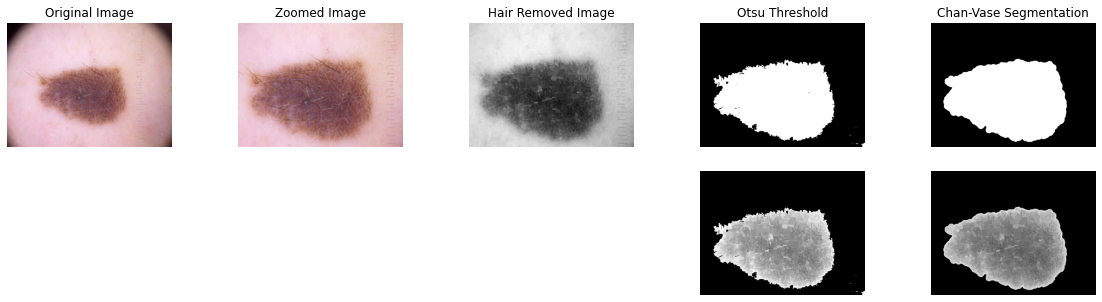 Original Image
Zoomed Image
Hair Removed Image
Otsu Threshold
Chan-Vase Segmentation